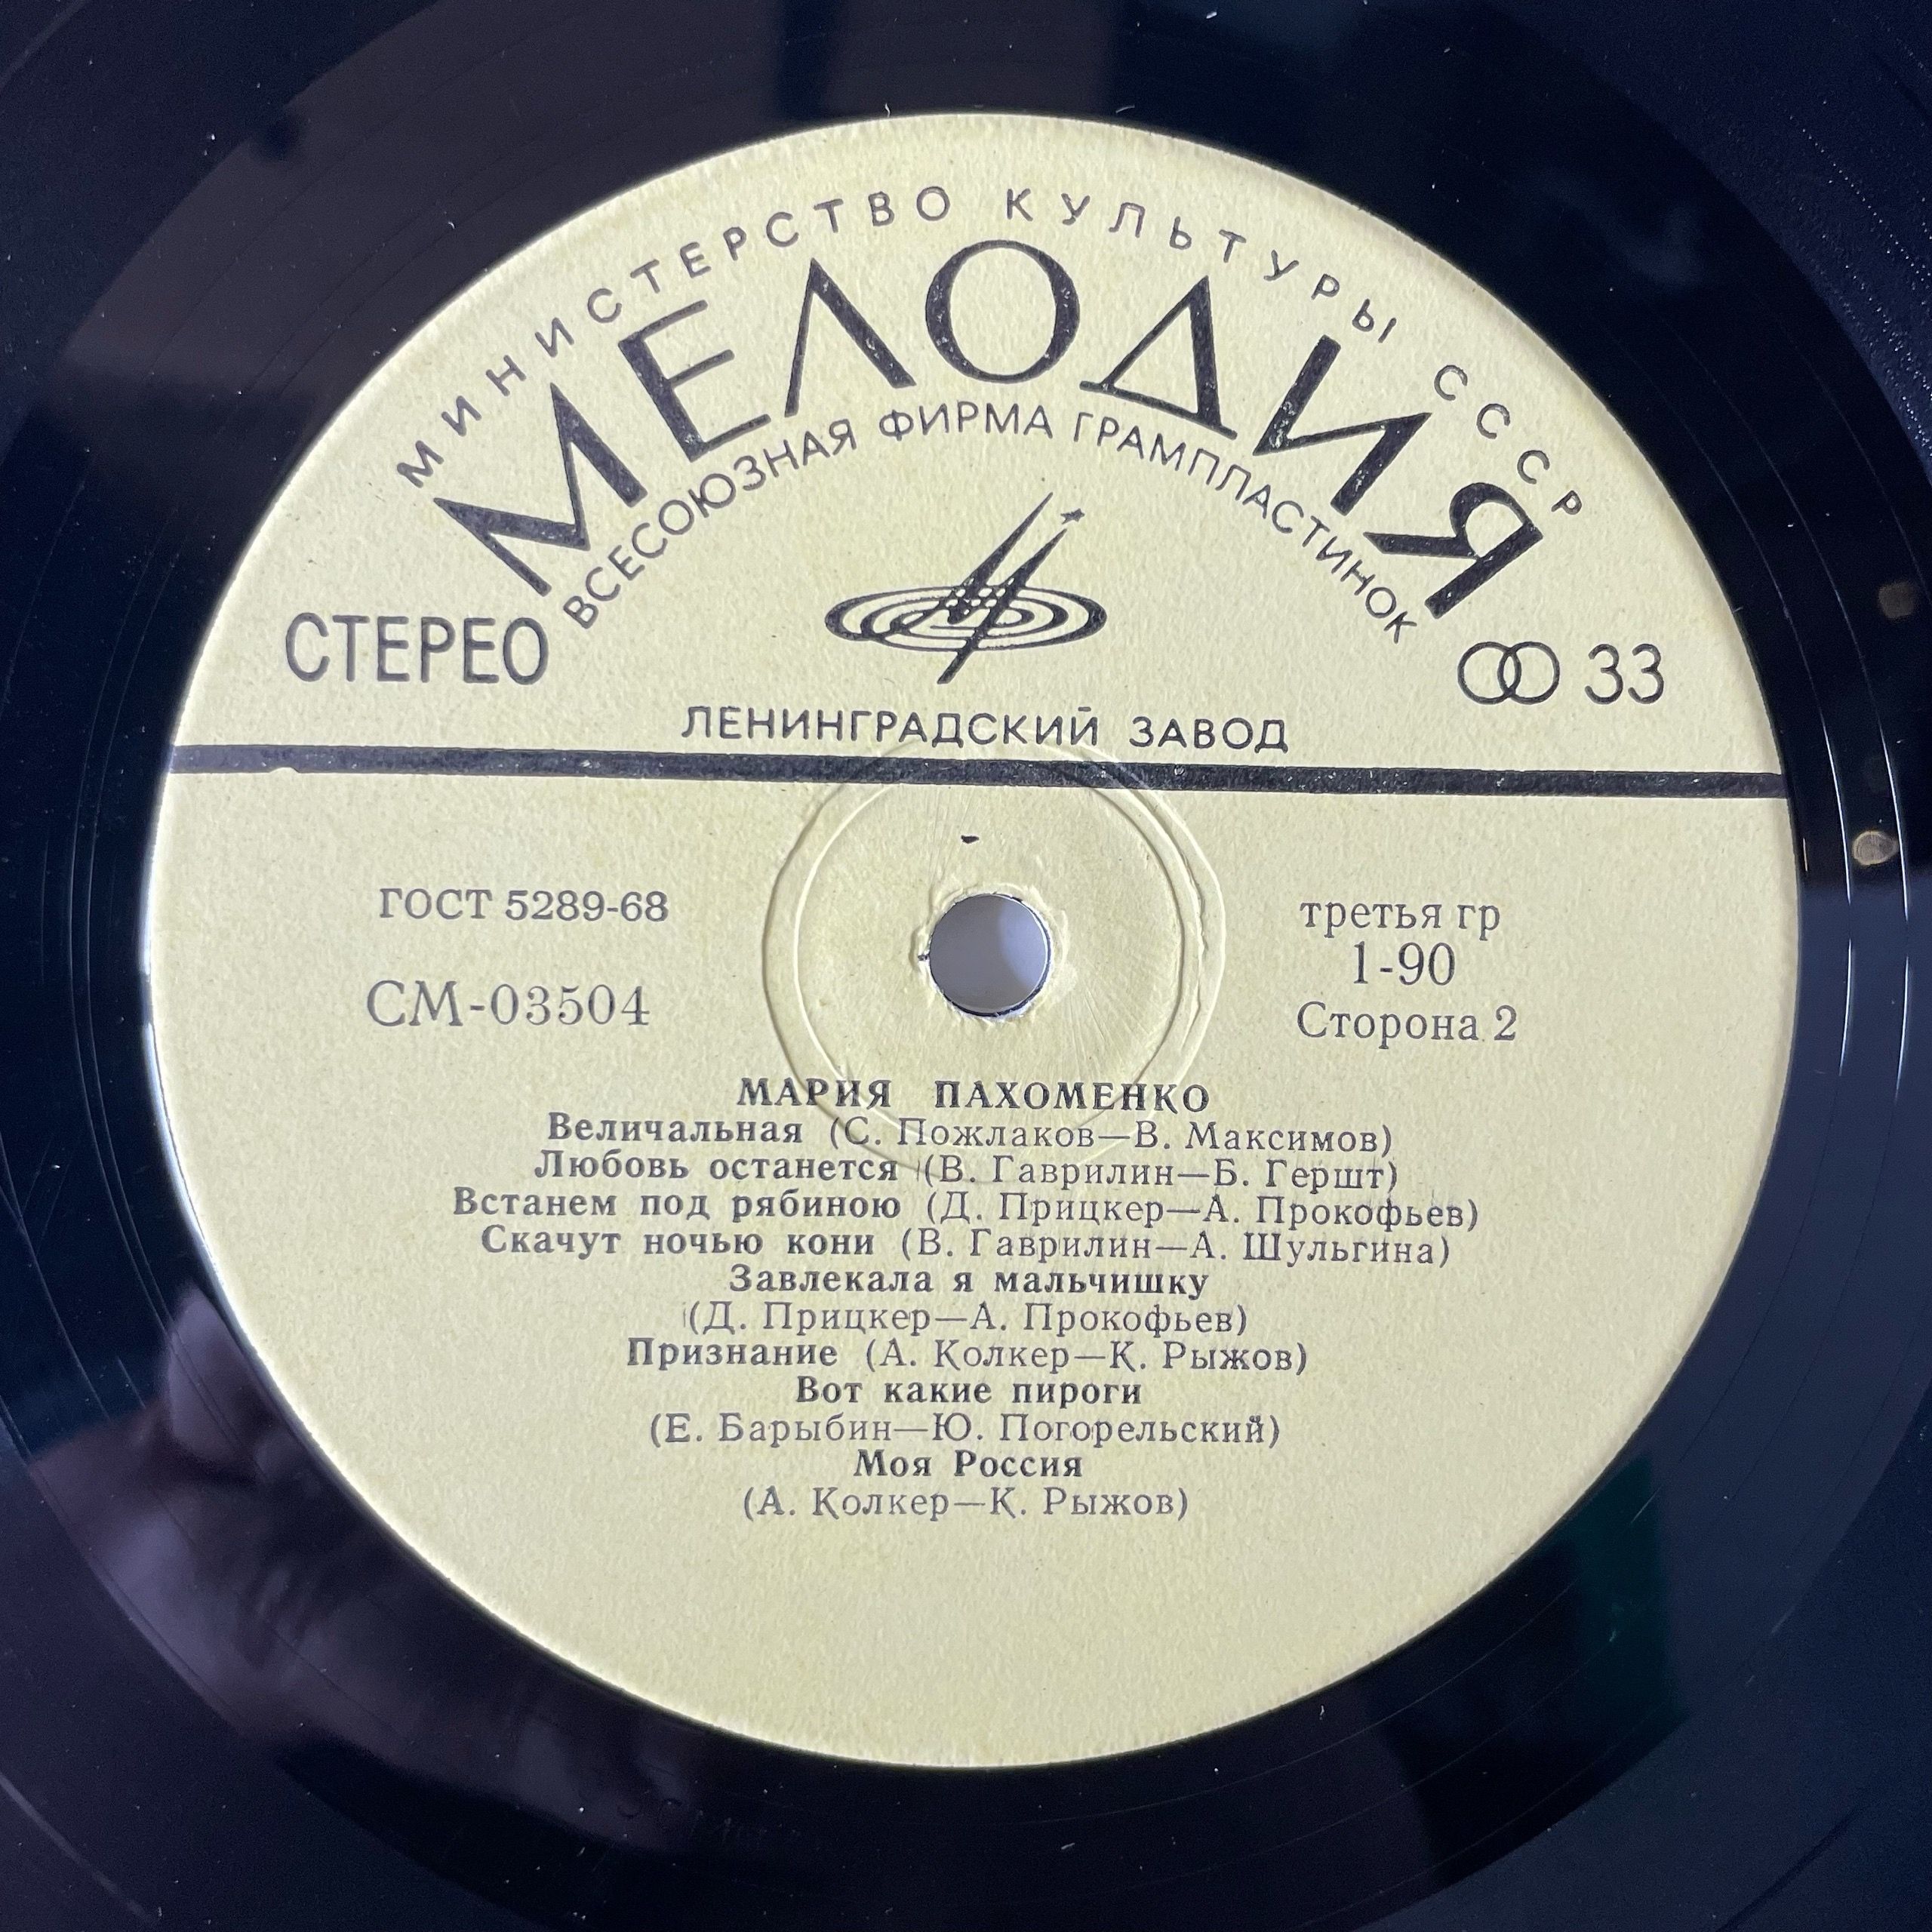 МИНИСТЕРСТВО КУЛЬТУРЫ СССР
МЕЛОДИЯ
ВСЕСОЮЗНАЯ ФИРМА ГРАМПЛАСТИНОК
СТЕРЕО
33
ЛЕНИНГРАДСКИЙ ЗАВОД
ГОСТ 5289-68
СМ-03504
третья гр
1-90
Сторона 2
МАРИЯ ПАХОМЕНКО
Величальная (С. Пожлаков—В. Максимов)
Любовь останется (В. Гаврилин—Б. Гершт)
Встанем под рябиною (Д. Прицкер—А. Прокофьев)
Скачут ночью кони (В. Гаврилин—А. Шульгина)
Завлекала я мальчишку
(Д. Прицкер—А. Прокофьев)
Признание (А. Колкер—К. Рыжов)
Вот какие пироги
(Е. Барыбин—Ю. Погорельский)
Моя Россия
(А. Колкер—К. Рыжов)